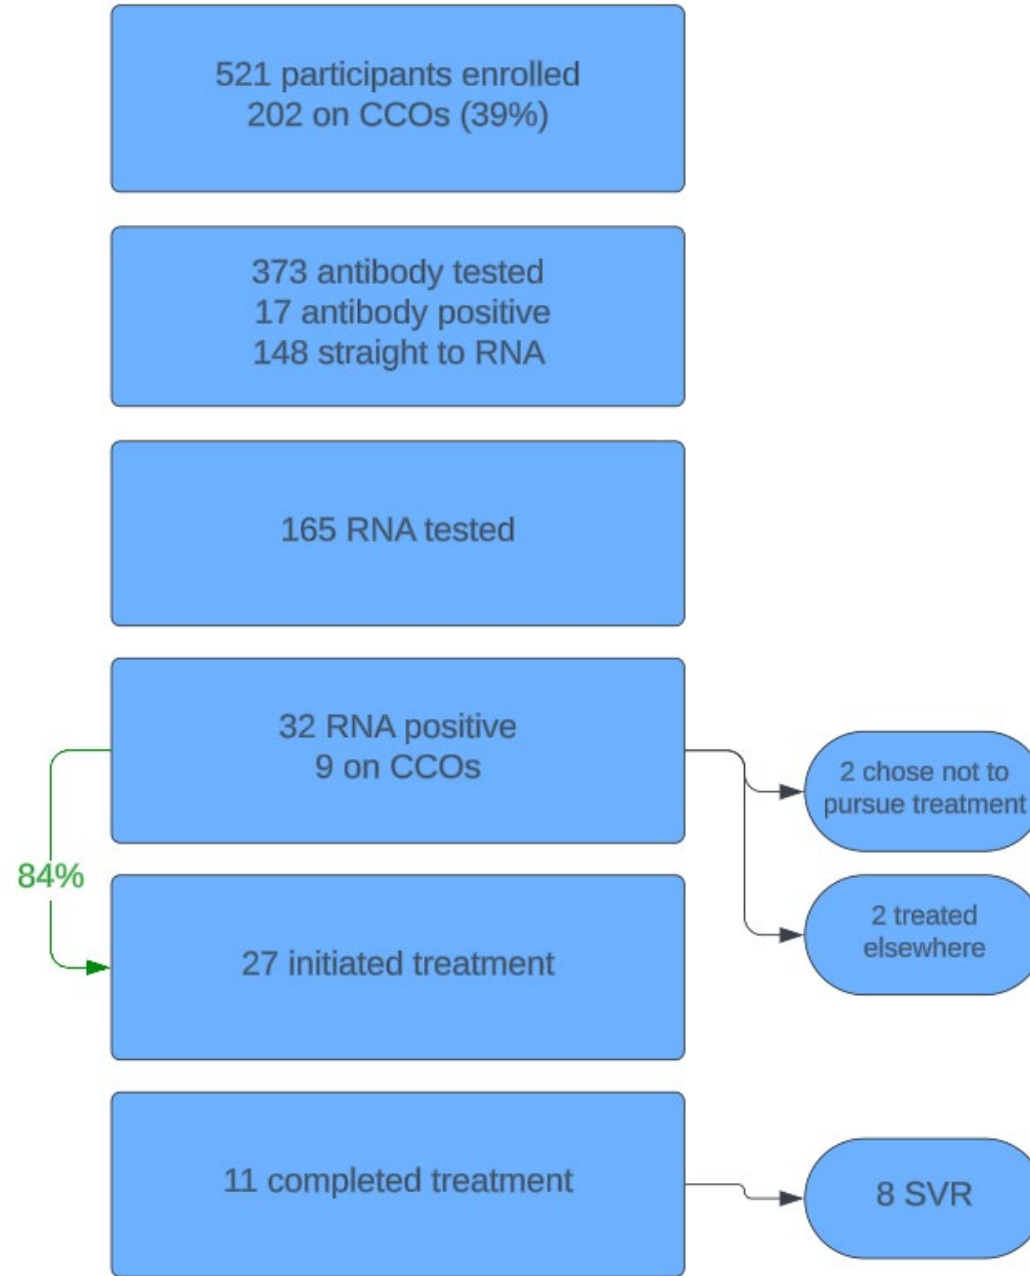 521 participants enrolled
202 on CCOs (39%)
373 antibody tested
17 antibody positive
148 straight to RNA
165 RNA tested
32 RNA positive
9 on CCOs
2 chose not to
pursue treatment
84%
2 treated
elsewhere
27 initiated treatment
11 completed treatment
8 SVR